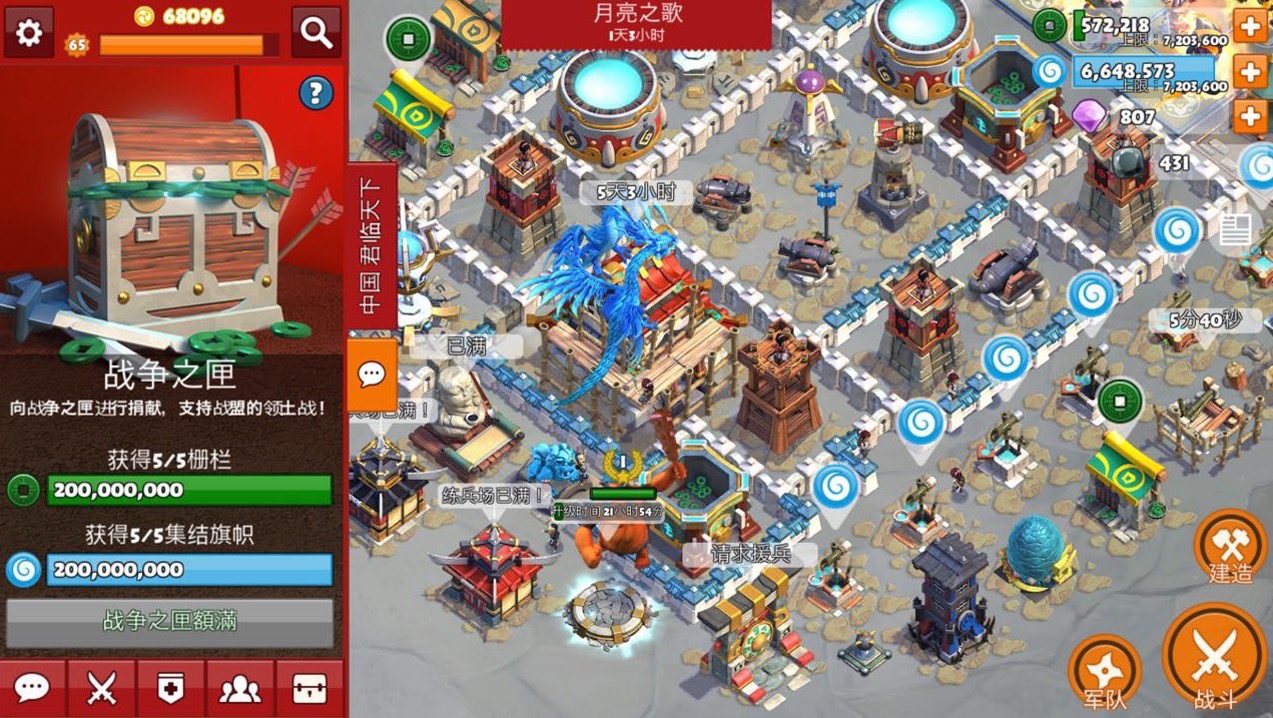 68096
65
战争之匣
向战争之匣进行捐献，支持战盟的领土战！
获得5/5栅栏
200,000,000
获得5/5集结旗帜
200,000,000
战争之匣額滿
中国 君临天下
月亮之歌
1天3小时
572,218
上限：7,203,600
6,648,573
上限：7,203,600
807
431
5天3小时
5分40秒
已满
已满！
练兵场已满！
I
升级时间 21小时54分
请求援兵
建造
军队
战斗